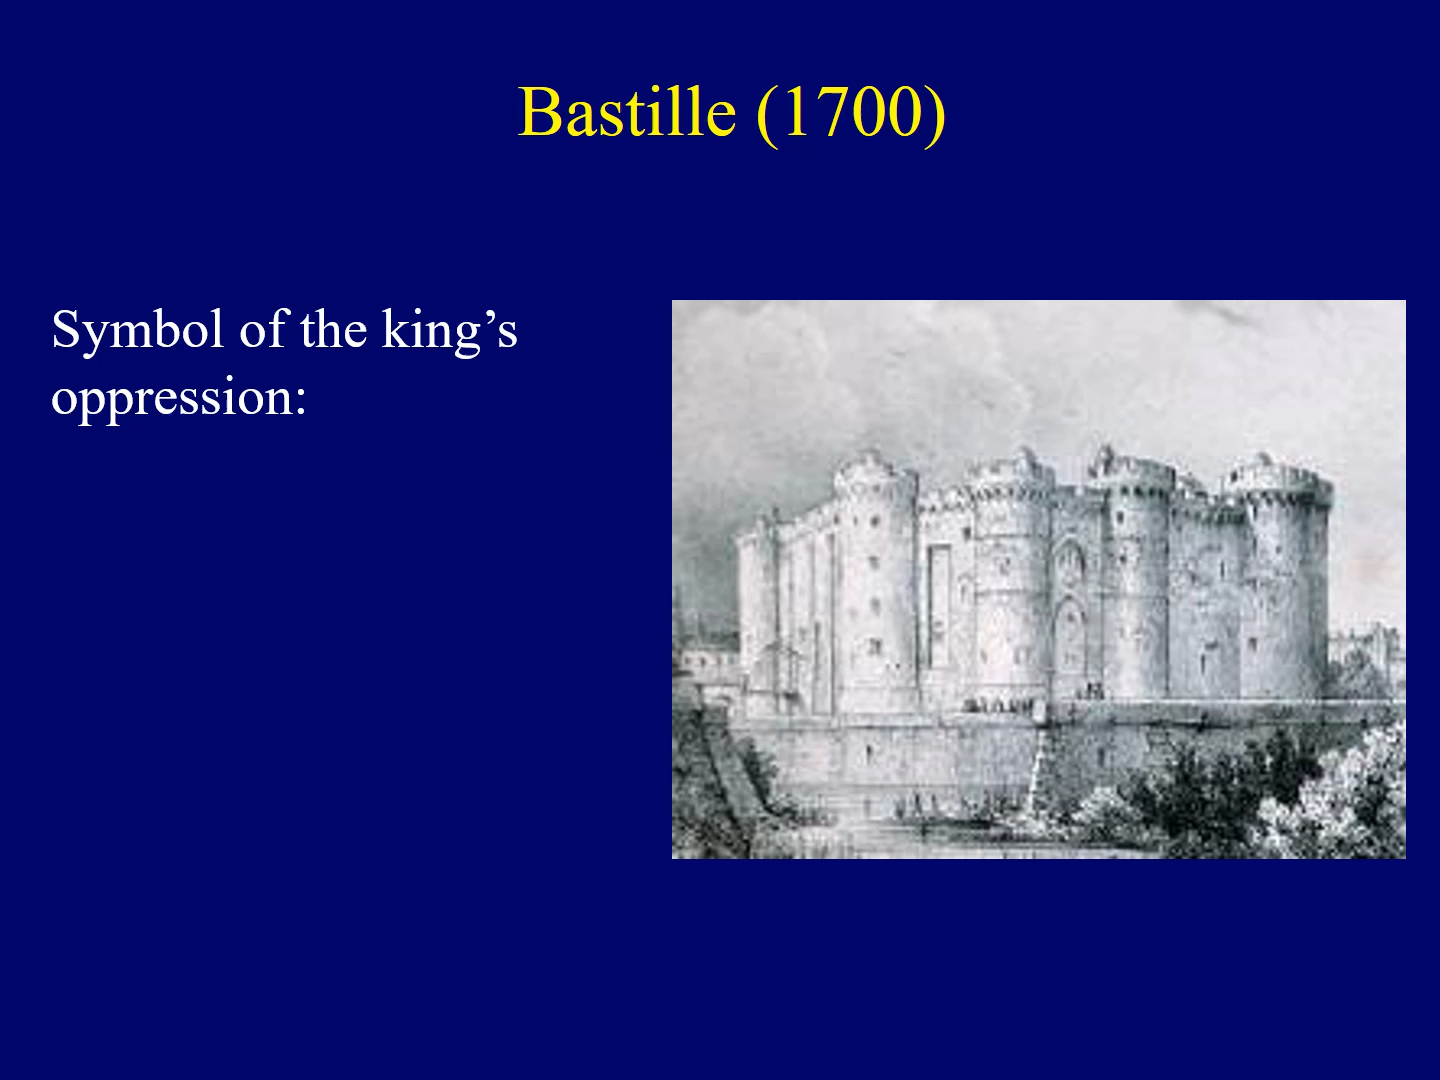 Bastille (1700)
Symbol of the king’s
oppression: